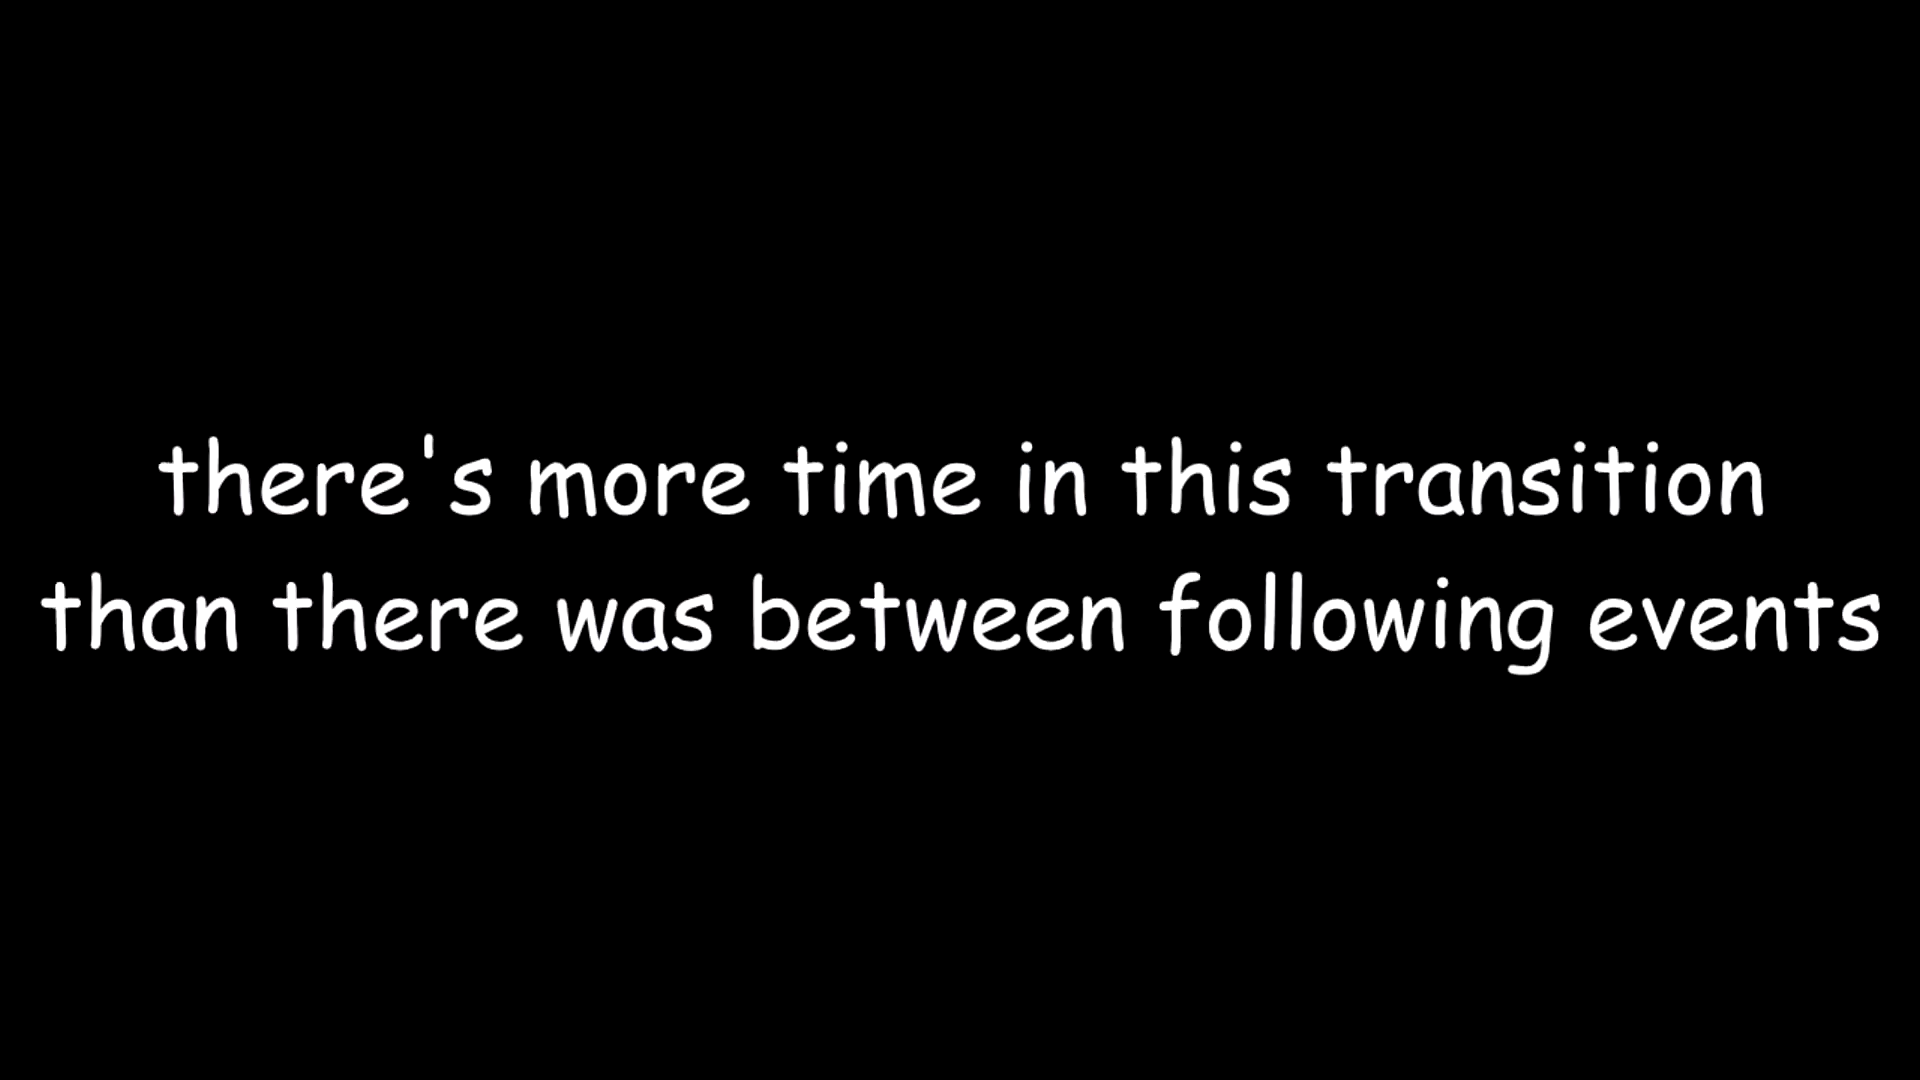 there's more time in this transition
than there was between following events